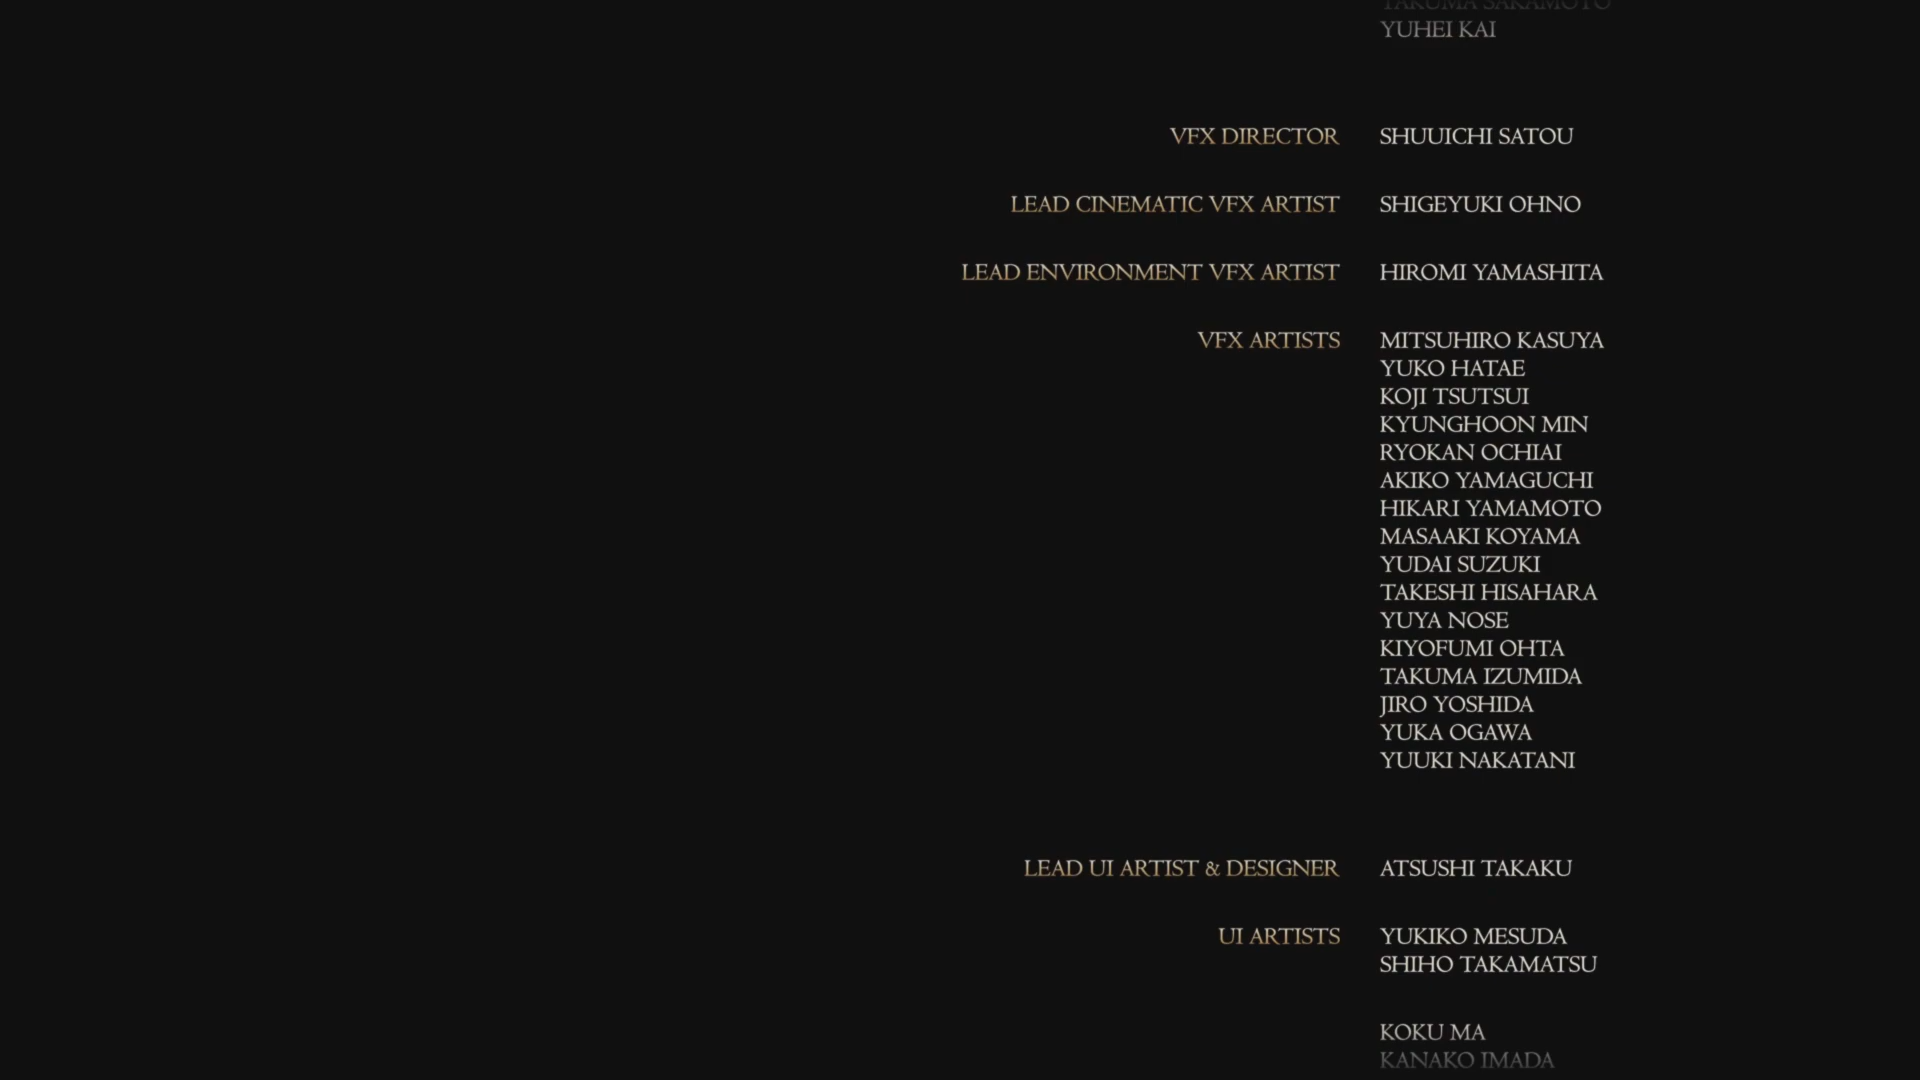 TAKUMA SAKAMOTO
YUHEI KAI
VFX DIRECTOR SHUUICHI SATOU
LEAD CINEMATIC VFX ARTIST SHIGEYUKI OHNO
LEAD ENVIRONMENT VFX ARTIST HIROMI YAMASHITA
VFX ARTISTS MITSUHIRO KASUYA
YUKO HATAE
KOJI TSUTSUI
KYUNGHOON MIN
RYOKAN OCHIAI
AKIKO YAMAGUCHI
HIKARI YAMAMOTO
MASAAKI KOYAMA
YUDAI SUZUKI
TAKESHI HISAHARA
YUYA NOSE
KIYOFUMI OHTA
TAKUMA IZUMIDA
JIRO YOSHIDA
YUKA OGAWA
YUUKI NAKATANI
LEAD UI ARTIST & DESIGNER ATSUSHI TAKAKU
UI ARTISTS YUKIKO MESUDA
SHIHO TAKAMATSU
KOKU MA
KANAKO IMADA